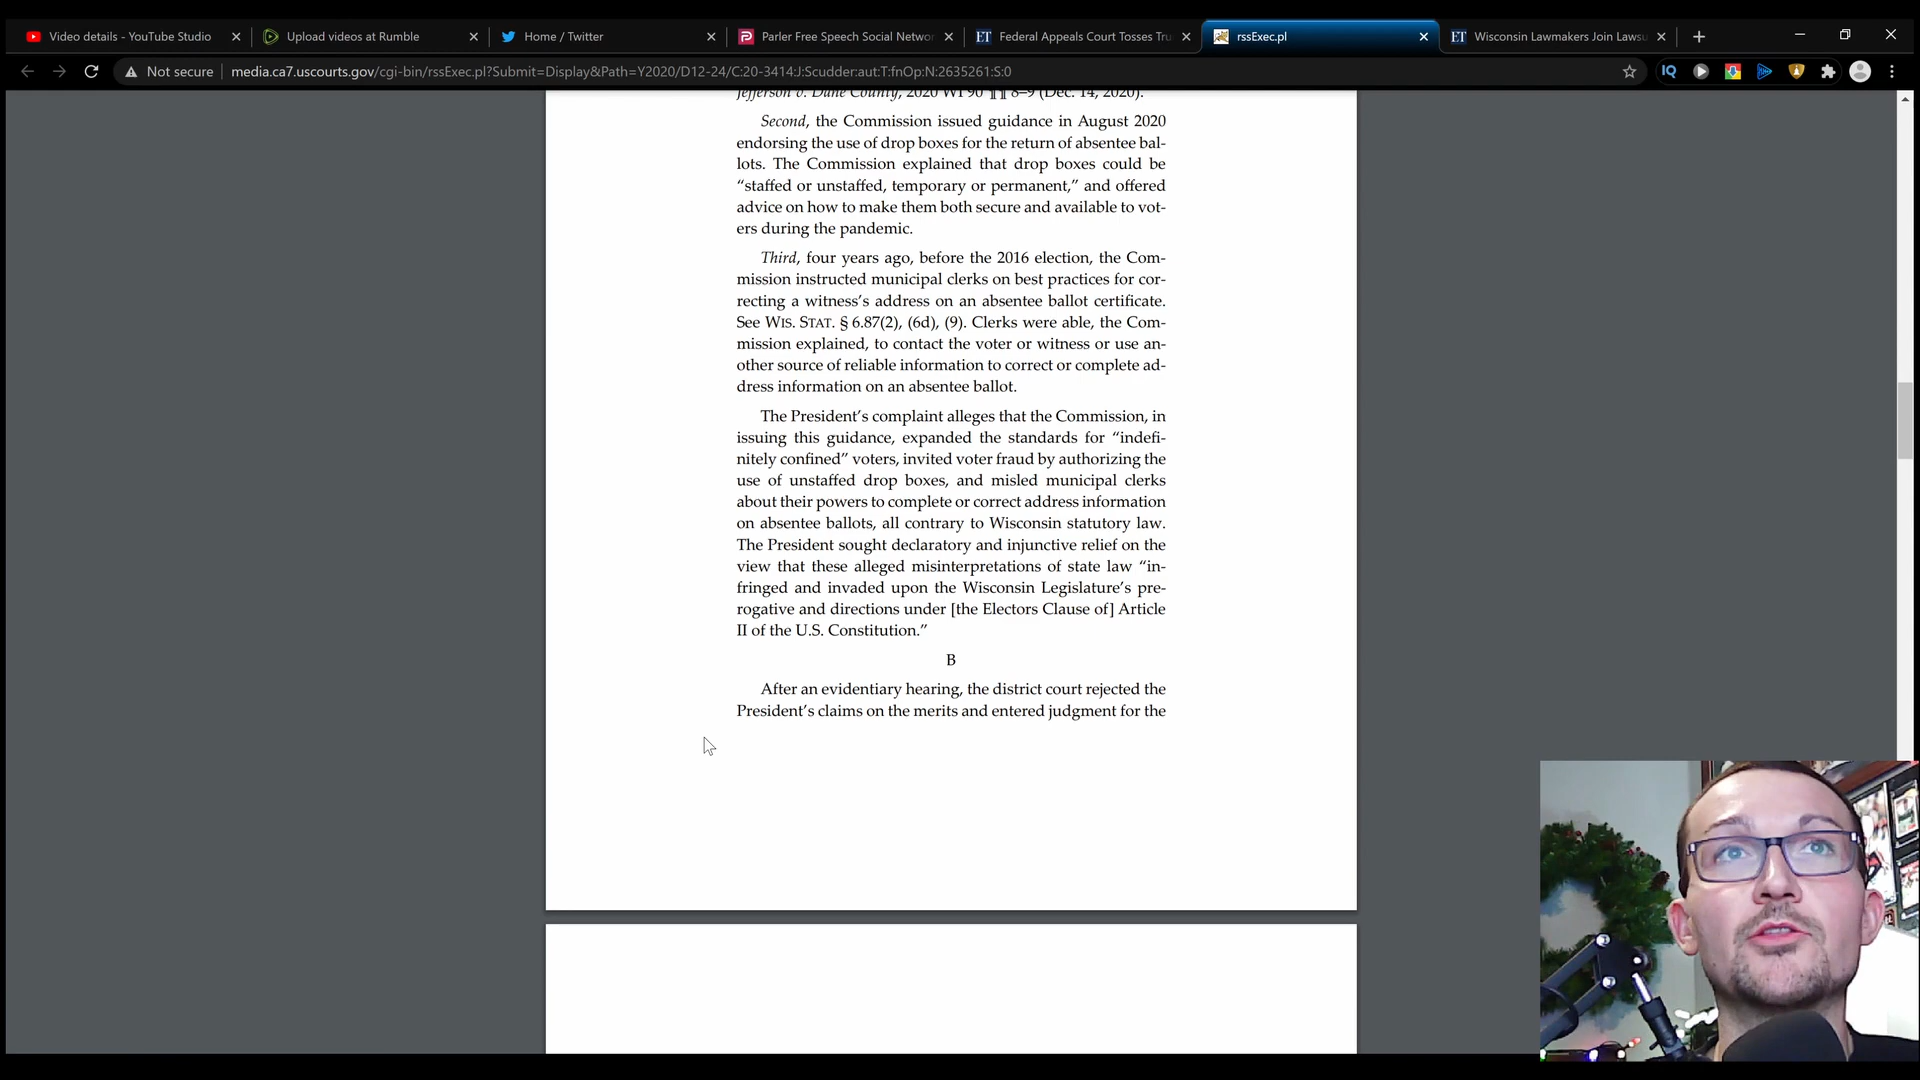 Video details - YouTube Studio
Upload videos at Rumble
Home / Twitter
Parler Free Speech Social Networ
Federal Appeals Court Tosses Tru
rssExec.pl
Wisconsin Lawmakers Join Lawsu
Not secure
media.ca7.uscourts.gov/cgi-bin/rssExec.pl?Submit=Display&Path=Y2020/D12-24/C:20-3414:J:Scudder:aut:T:fnOp:N:2635261:S:0
IQ
Jefferson v. Dane County, 2020 WI 90 ¶¶ 8–9 (Dec. 14, 2020).
Second, the Commission issued guidance in August 2020
endorsing the use of drop boxes for the return of absentee bal-
lots. The Commission explained that drop boxes could be
“staffed or unstaffed, temporary or permanent,” and offered
advice on how to make them both secure and available to vot-
ers during the pandemic.
Third, four years ago, before the 2016 election, the Com-
mission instructed municipal clerks on best practices for cor-
recting a witness’s address on an absentee ballot certificate.
See WIS. STAT. § 6.87(2), (6d), (9). Clerks were able, the Com-
mission explained, to contact the voter or witness or use an-
other source of reliable information to correct or complete ad-
dress information on an absentee ballot.
The President’s complaint alleges that the Commission, in
issuing this guidance, expanded the standards for “indefi-
nitely confined” voters, invited voter fraud by authorizing the
use of unstaffed drop boxes, and misled municipal clerks
about their powers to complete or correct address information
on absentee ballots, all contrary to Wisconsin statutory law.
The President sought declaratory and injunctive relief on the
view that these alleged misinterpretations of state law “in-
fringed and invaded upon the Wisconsin Legislature’s pre-
rogative and directions under [the Electors Clause of] Article
II of the U.S. Constitution.”
B
After an evidentiary hearing, the district court rejected the
President’s claims on the merits and entered judgment for the